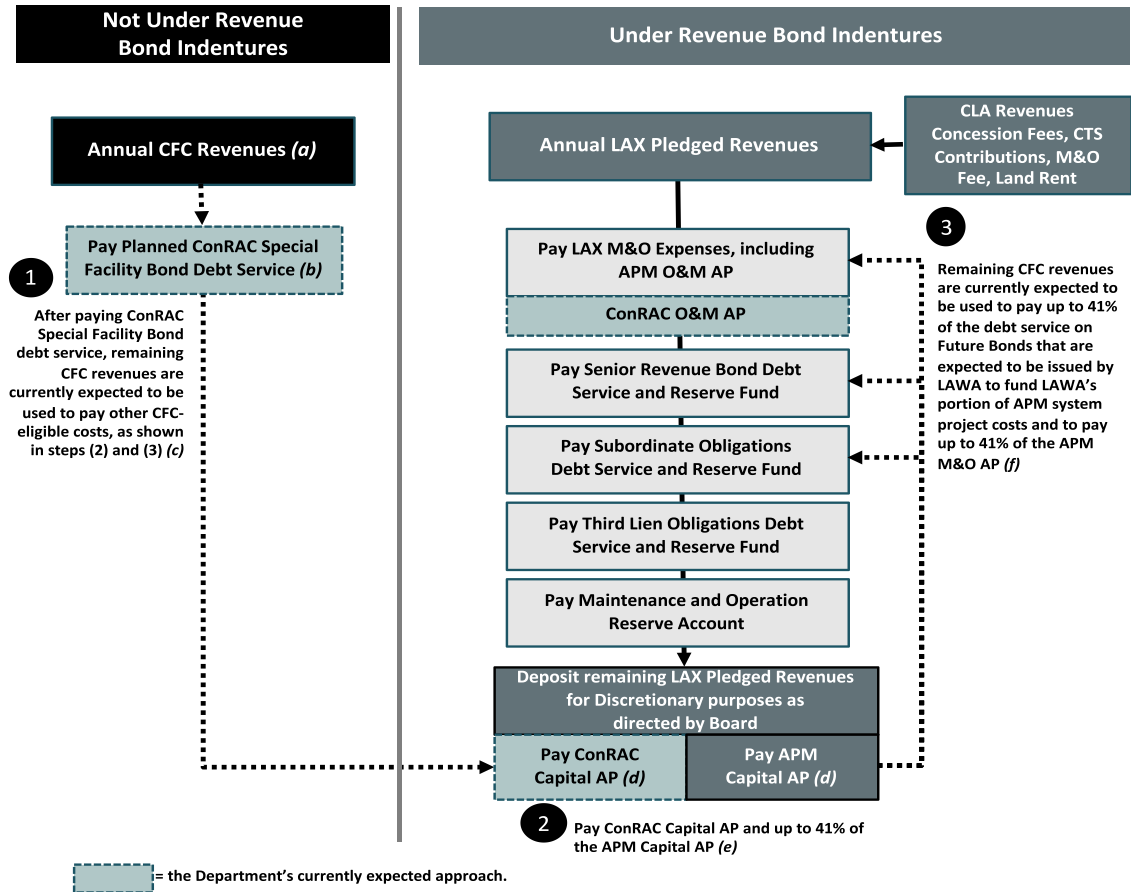 Not Under Revenue
Bond Indentures
Under Revenue Bond Indentures
Annual CFC Revenues (a)
Annual LAX Pledged Revenues
CLA Revenues
Concession Fees, CTS
Contributions, M&O
Fee, Land Rent
Pay Planned ConRAC Special
Facility Bond Debt Service (b)
1
After paying ConRAC
Special Facility Bond
debt service, remaining
CFC revenues are
currently expected to be
used to pay other CFC-
eligible costs, as shown
in steps (2) and (3) (c)
Pay LAX M&O Expenses, including
APM O&M AP
ConRAC O&M AP
Pay Senior Revenue Bond Debt
Service and Reserve Fund
Pay Subordinate Obligations
Debt Service and Reserve Fund
Pay Third Lien Obligations Debt
Service and Reserve Fund
Pay Maintenance and Operation
Reserve Account
Deposit remaining LAX Pledged Revenues
for Discretionary purposes as
directed by Board
Pay ConRAC
Capital AP (d)
Pay APM
Capital AP (d)
3
Remaining CFC revenues
are currently expected to
be used to pay up to 41%
of the debt service on
Future Bonds that are
expected to be issued by
LAWA to fund LAWA's
portion of APM system
project costs and to pay
up to 41% of the APM
M&O AP (f)
2
Pay ConRAC Capital AP and up to 41% of
the APM Capital AP (e)
= the Department's currently expected approach.